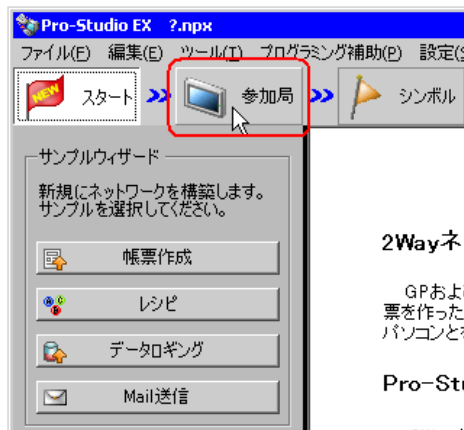 Pro-Studio EX ?.npx
ファイル(F) 編集(E) ツール(T) プログラミング補助(P) 設定(S
NEW スタート >> 参加局 >> シンボル
サンプルウィザード
新規にネットワークを構築します。
サンプルを選択してください。
帳票作成
レシピ
データロギング
Mail送信
2Wayネ
GPおよ
票を作った
パソコンと
Pro-Stu